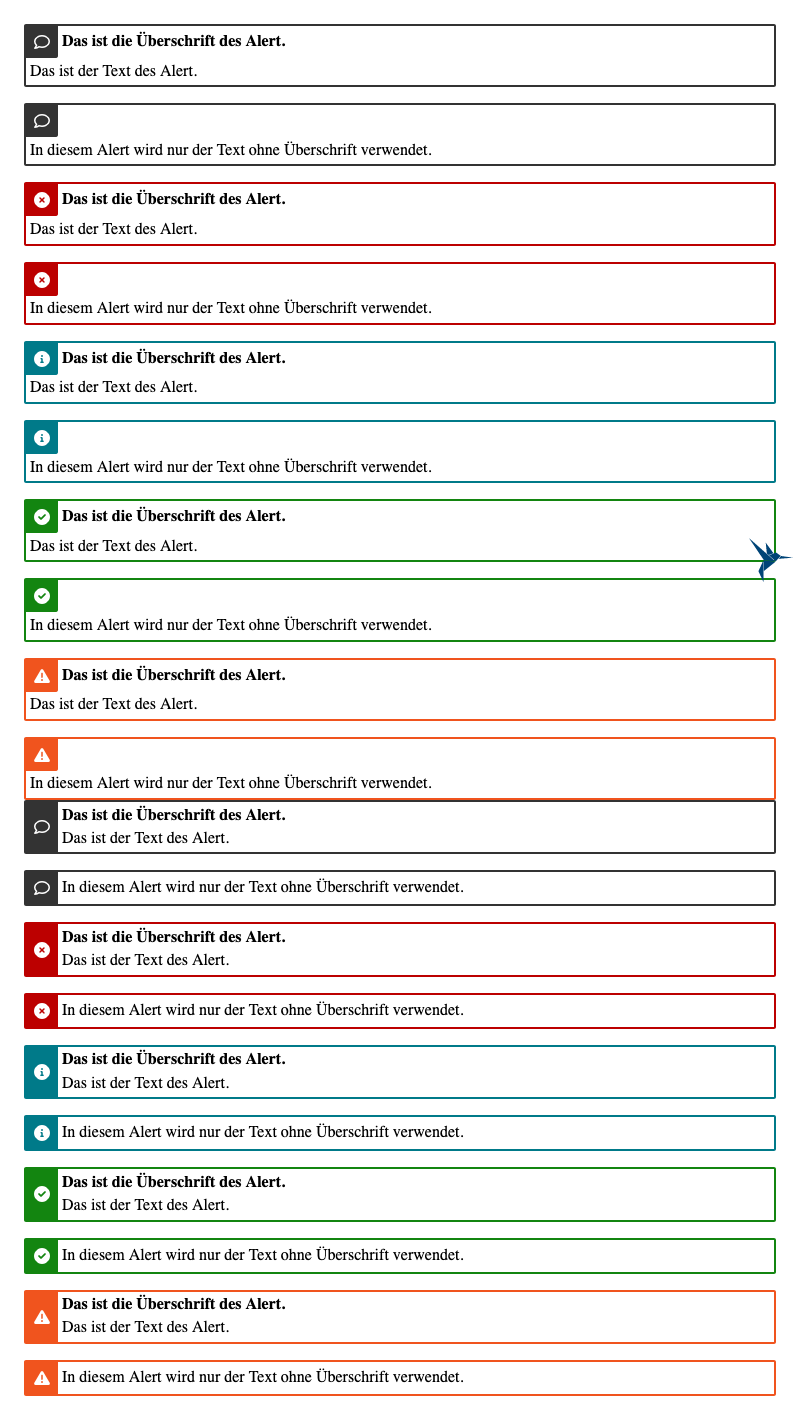 Das ist die Überschrift des Alert.
Das ist der Text des Alert.
In diesem Alert wird nur der Text ohne Überschrift verwendet.
Das ist die Überschrift des Alert.
Das ist der Text des Alert.
In diesem Alert wird nur der Text ohne Überschrift verwendet.
Das ist die Überschrift des Alert.
Das ist der Text des Alert.
In diesem Alert wird nur der Text ohne Überschrift verwendet.
Das ist die Überschrift des Alert.
Das ist der Text des Alert.
In diesem Alert wird nur der Text ohne Überschrift verwendet.
Das ist die Überschrift des Alert.
Das ist der Text des Alert.
In diesem Alert wird nur der Text ohne Überschrift verwendet.
Das ist die Überschrift des Alert.
Das ist der Text des Alert.
In diesem Alert wird nur der Text ohne Überschrift verwendet.
Das ist die Überschrift des Alert.
Das ist der Text des Alert.
In diesem Alert wird nur der Text ohne Überschrift verwendet.
Das ist die Überschrift des Alert.
Das ist der Text des Alert.
In diesem Alert wird nur der Text ohne Überschrift verwendet.
Das ist die Überschrift des Alert.
Das ist der Text des Alert.
In diesem Alert wird nur der Text ohne Überschrift verwendet.
Das ist die Überschrift des Alert.
Das ist der Text des Alert.
In diesem Alert wird nur der Text ohne Überschrift verwendet.